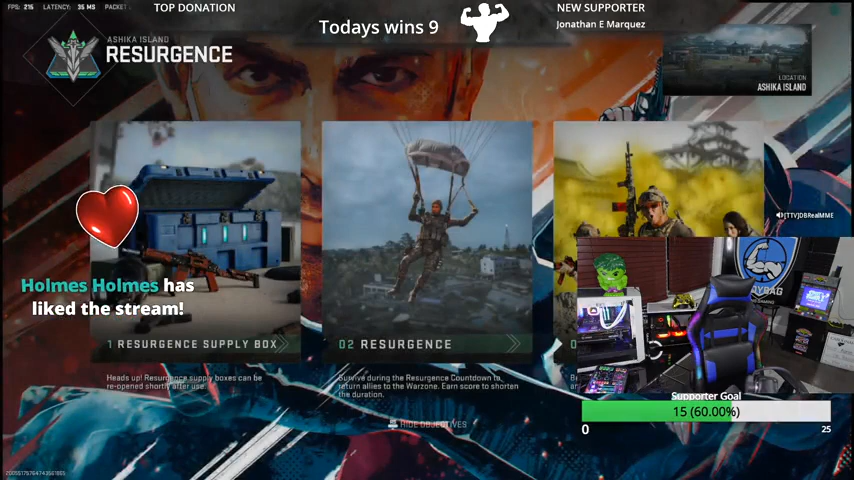 FPS: 215 LATENCY: 35 MS PACKET
TOP DONATION
Todays wins 9
NEW SUPPORTER
Jonathan E Marquez
ASHIKA ISLAND
RESURGENCE
LOCATION
ASHIKA ISLAND
[TTV]JDBRealMME
Holmes Holmes has
liked the stream!
1 RESURGENCE SUPPLY BOX
02 RESURGENCE
Heads up! Resurgence supply boxes can be
re-opened shortly after use.
Survive during the Resurgence Countdown to
return allies to the Warzone. Earn score to shorten
the duration.
HIDE OBJECTIVES
Supporter Goal
15 (60.00%)
0
25